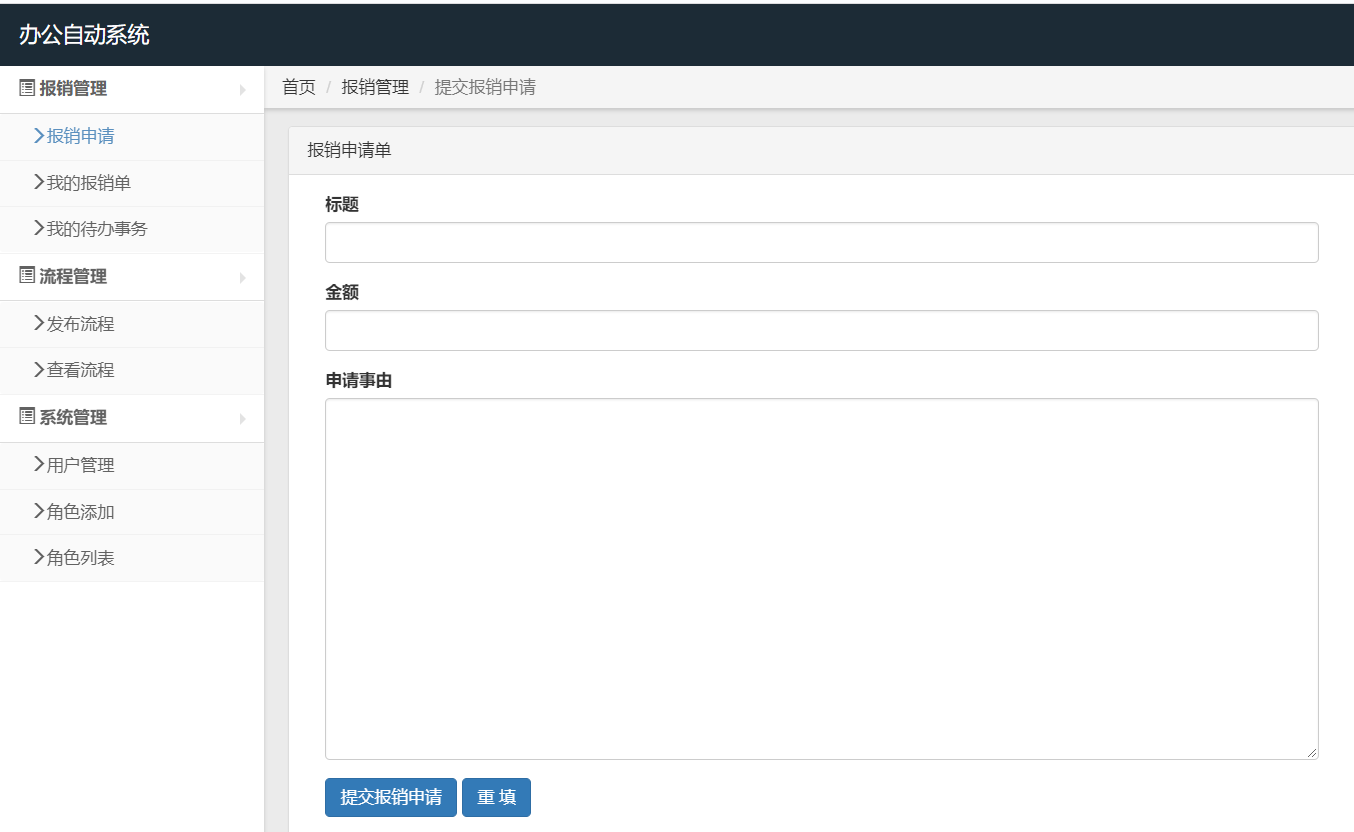 办公自动系统
报销管理
报销申请
我的报销单
我的待办事务
流程管理
发布流程
查看流程
系统管理
用户管理
角色添加
角色列表
首页 / 报销管理 / 提交报销申请
报销申请单
标题
金额
申请事由
提交报销申请 重 填